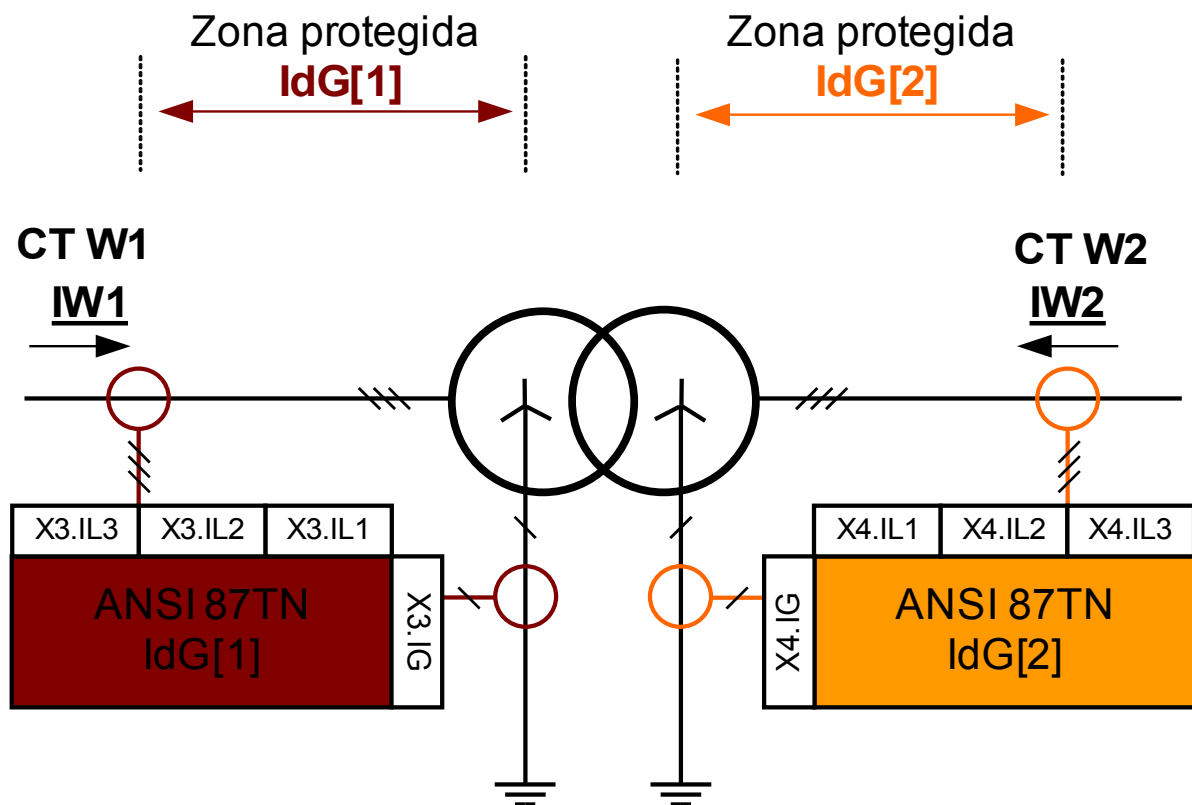 Zona protegida
IdG[1]
Zona protegida
IdG[2]
CT W1
IW1
CT W2
IW2
X3.IL3
X3.IL2
X3.IL1
X4.IL1
X4.IL2
X4.IL3
ANSI 87TN
IdG[1]
X3.IG
X4.IG
ANSI 87TN
IdG[2]